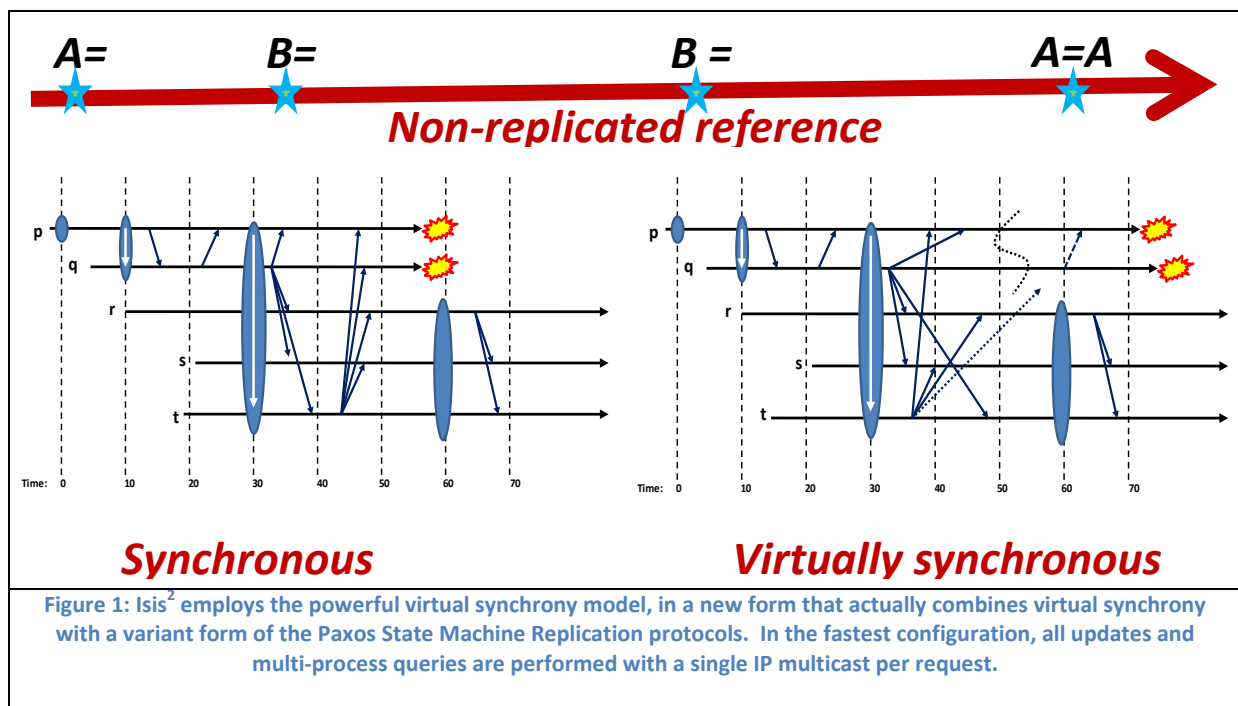 A= B= B = A=A
Non-replicated reference
p
q
r
s
t
Time: 0 10 20 30 40 50 60 70
p
q
r
s
t
Time: 0 10 20 30 40 50 60 70
Synchronous
Virtually synchronous
Figure 1: Isis² employs the powerful virtual synchrony model, in a new form that actually combines virtual synchrony
with a variant form of the Paxos State Machine Replication protocols. In the fastest configuration, all updates and
multi-process queries are performed with a single IP multicast per request.